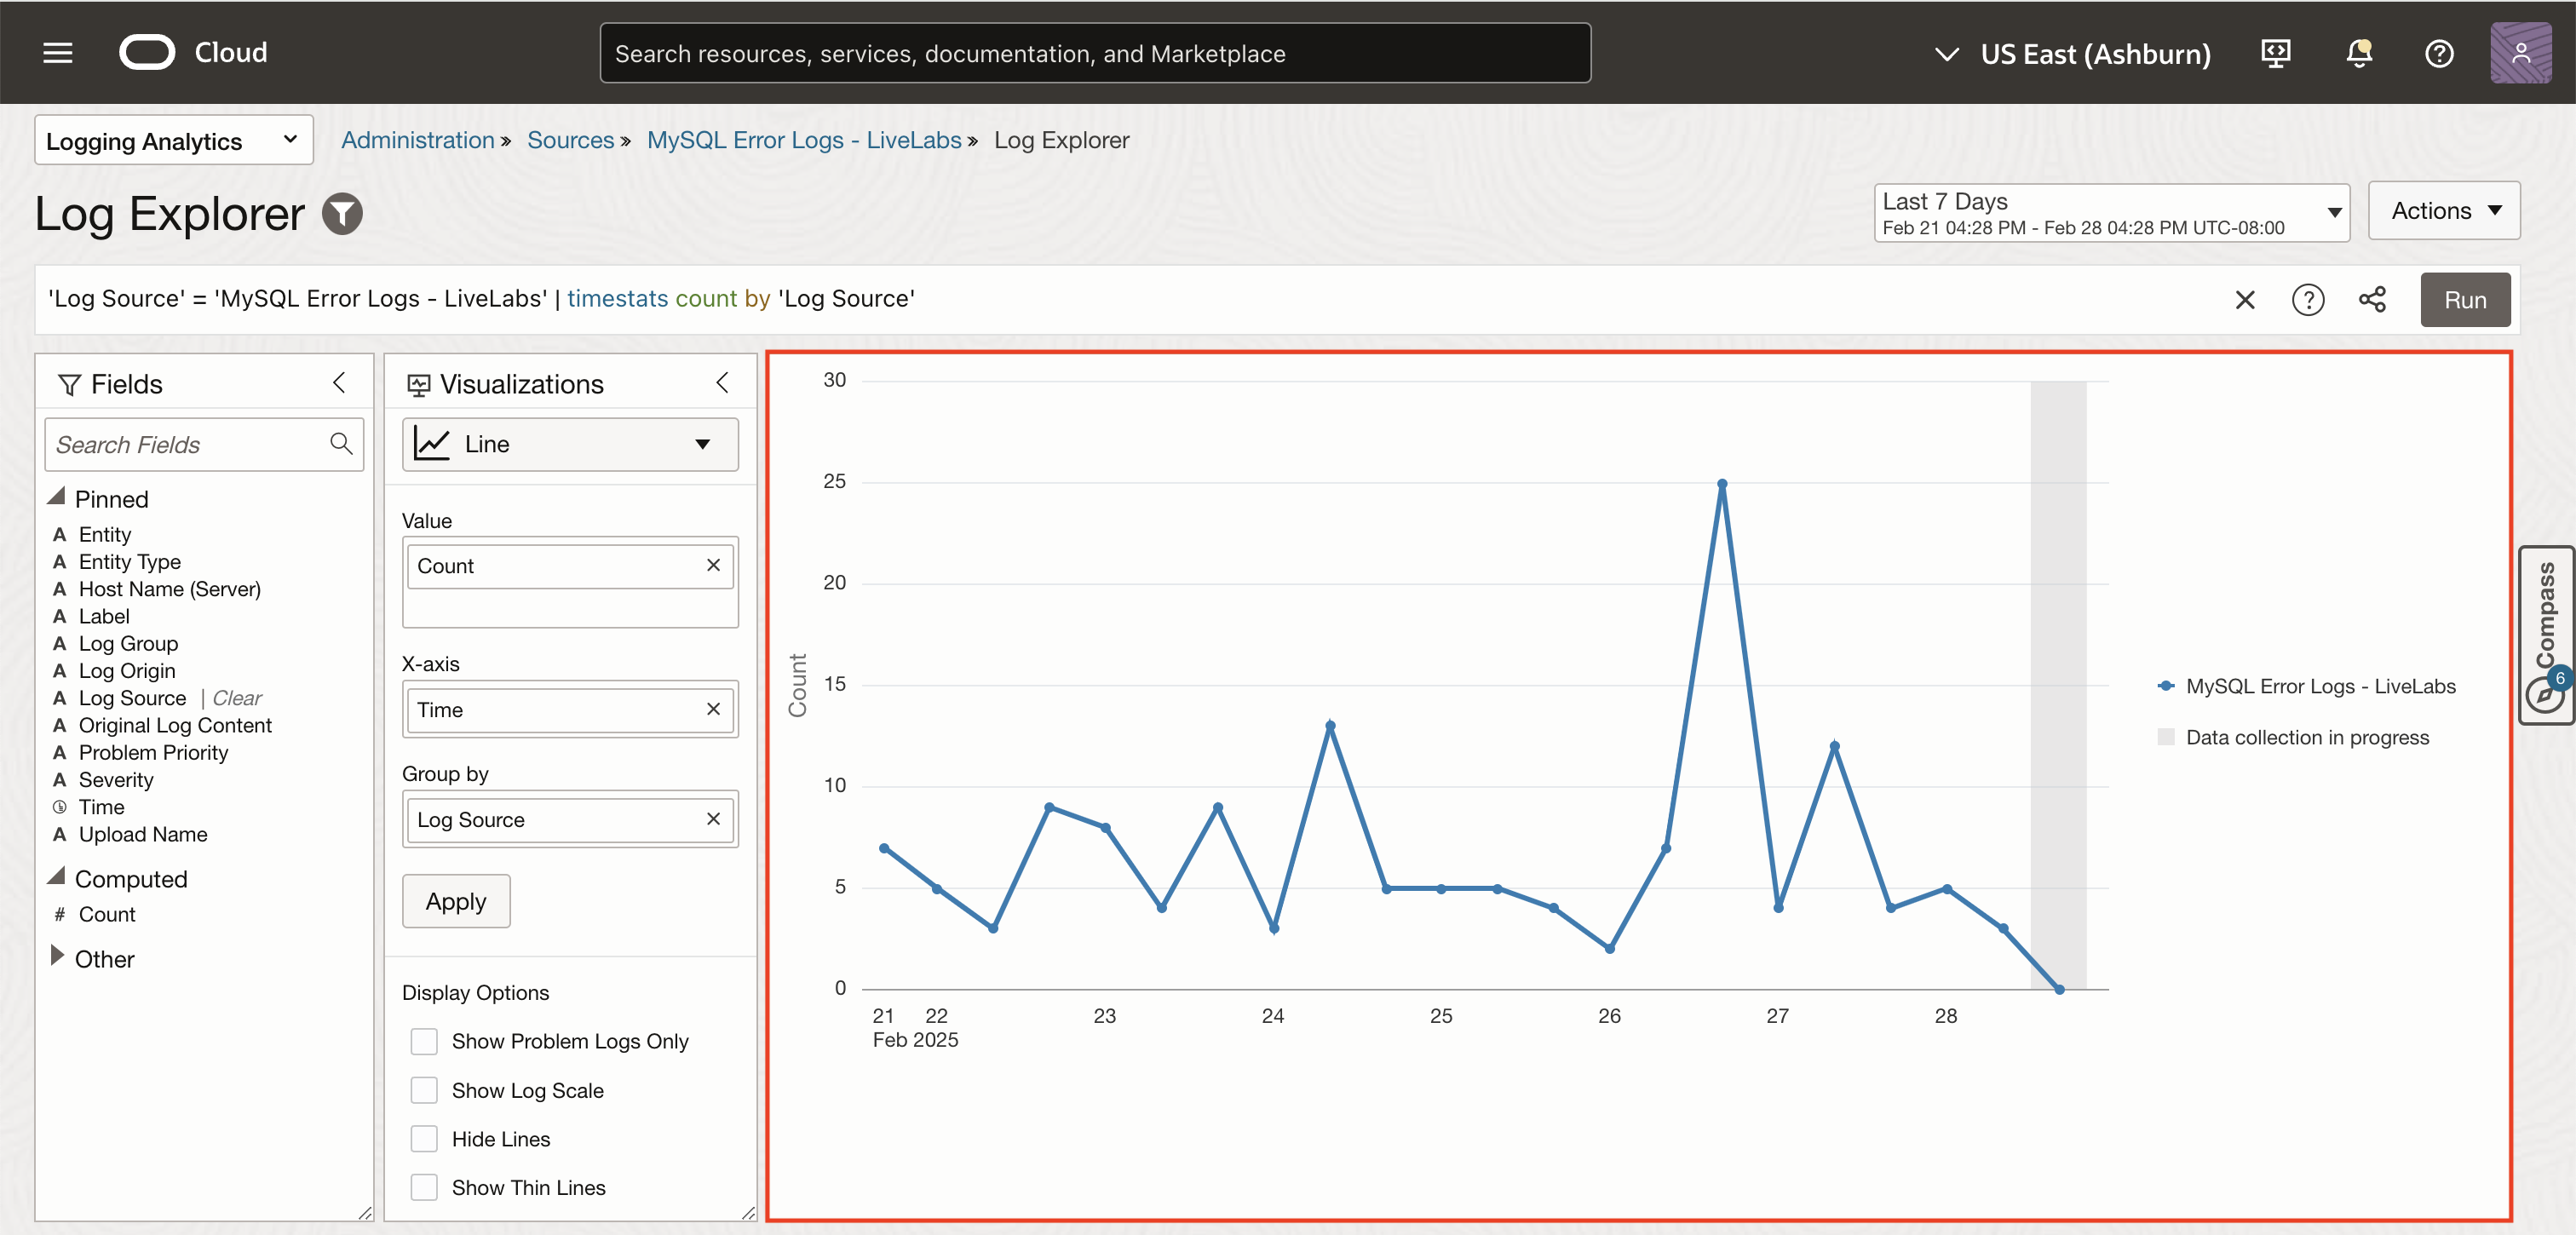 Cloud
Search resources, services, documentation, and Marketplace
US East (Ashburn)
Logging Analytics
Administration » Sources » MySQL Error Logs - LiveLabs » Log Explorer
Log Explorer
Last 7 Days
Feb 21 04:28 PM - Feb 28 04:28 PM UTC-08:00
Actions
'Log Source' = 'MySQL Error Logs - LiveLabs' | timestats count by 'Log Source'
Run
Fields
Search Fields
Pinned
A Entity
A Entity Type
A Host Name (Server)
A Label
A Log Group
A Log Origin
A Log Source | Clear
A Original Log Content
A Problem Priority
A Severity
Time
A Upload Name
Computed
# Count
Other
Visualizations
Line
Value
Count
X-axis
Time
Group by
Log Source
Apply
Display Options
Show Problem Logs Only
Show Log Scale
Hide Lines
Show Thin Lines
30
25
20
15
10
5
0
Count
21 22 23 24 25 26 27 28
Feb 2025
MySQL Error Logs - LiveLabs
Data collection in progress
Compass
6